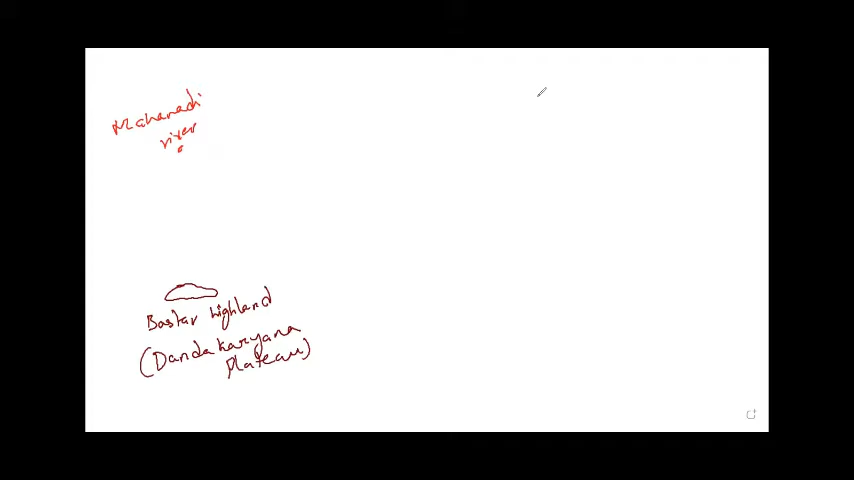 Mahanadi
river
Bastar highland
(Dandakaryana
Plateau)